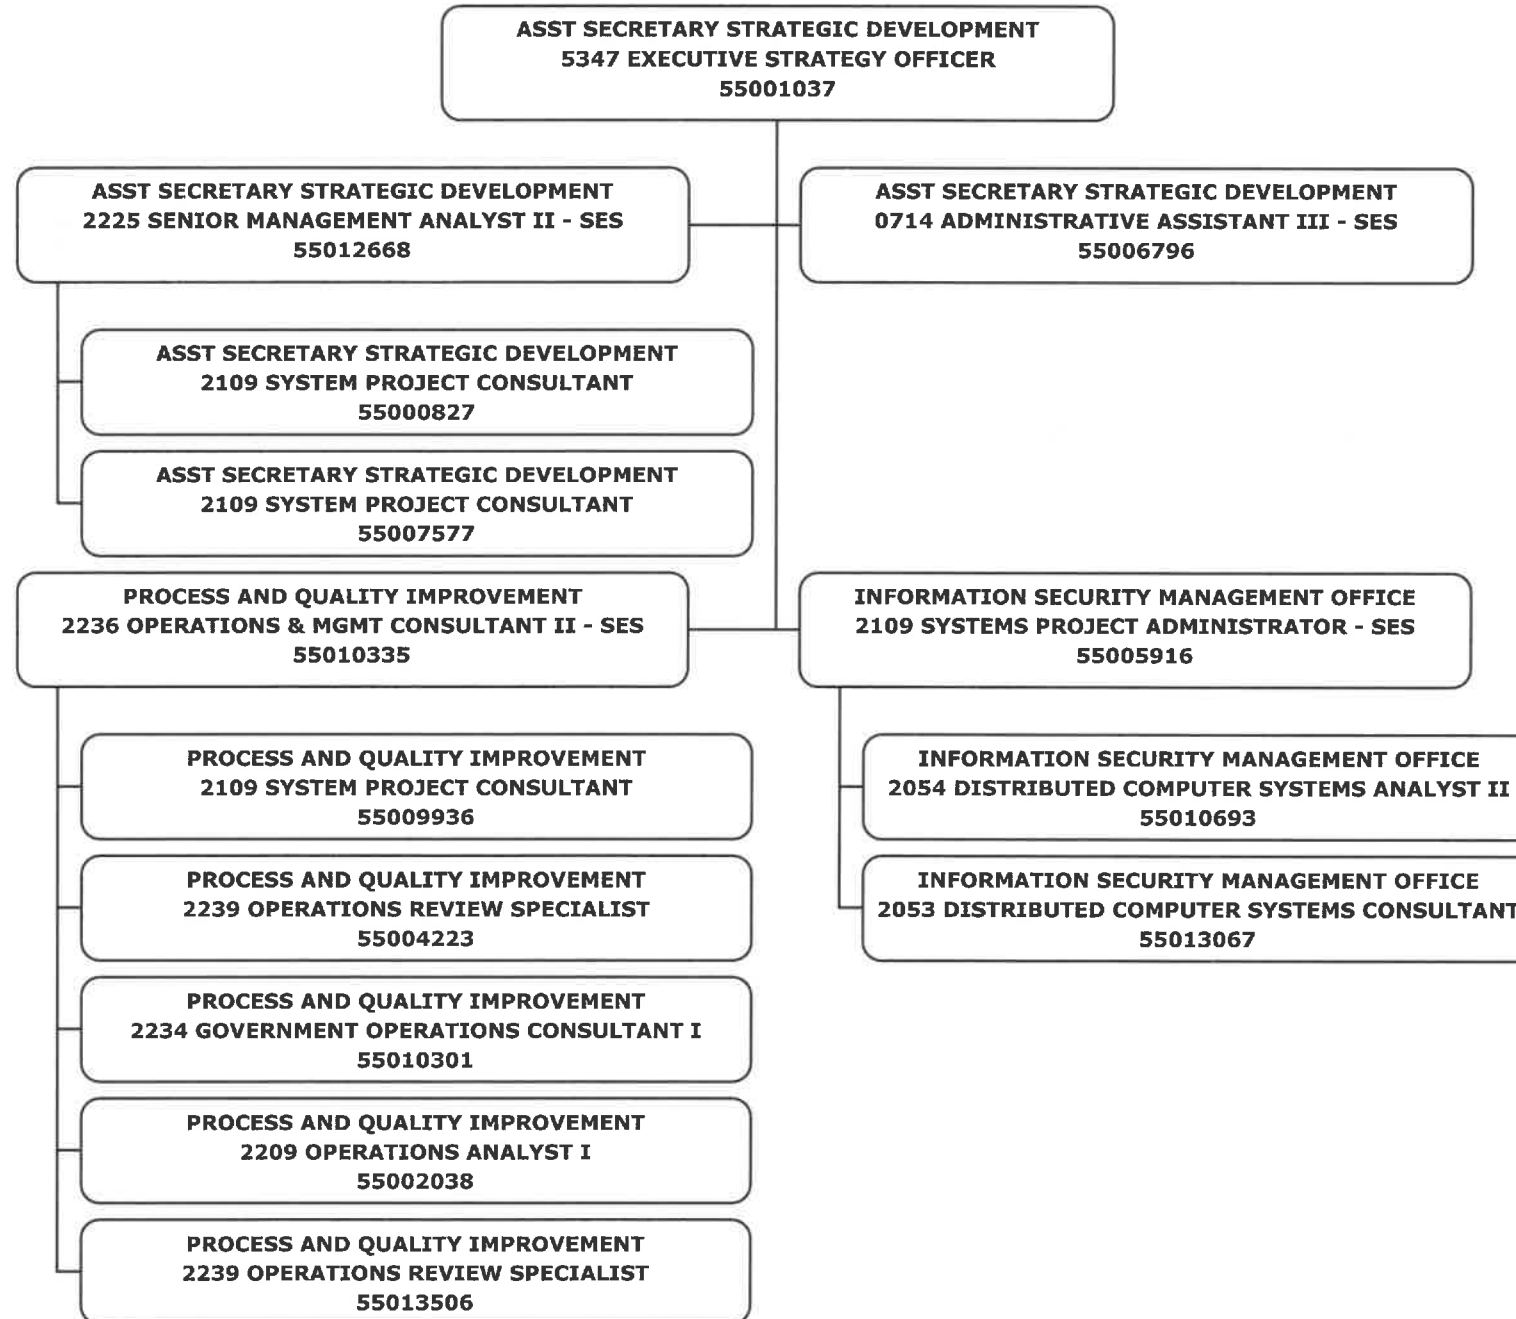 ASST SECRETARY STRATEGIC DEVELOPMENT
5347 EXECUTIVE STRATEGY OFFICER
55001037
ASST SECRETARY STRATEGIC DEVELOPMENT
2225 SENIOR MANAGEMENT ANALYST II - SES
55012668
ASST SECRETARY STRATEGIC DEVELOPMENT
0714 ADMINISTRATIVE ASSISTANT III - SES
55006796
ASST SECRETARY STRATEGIC DEVELOPMENT
2109 SYSTEM PROJECT CONSULTANT
55000827
ASST SECRETARY STRATEGIC DEVELOPMENT
2109 SYSTEM PROJECT CONSULTANT
55007577
PROCESS AND QUALITY IMPROVEMENT
2236 OPERATIONS & MGMT CONSULTANT II - SES
55010335
INFORMATION SECURITY MANAGEMENT OFFICE
2109 SYSTEMS PROJECT ADMINISTRATOR - SES
55005916
PROCESS AND QUALITY IMPROVEMENT
2109 SYSTEM PROJECT CONSULTANT
55009936
PROCESS AND QUALITY IMPROVEMENT
2239 OPERATIONS REVIEW SPECIALIST
55004223
PROCESS AND QUALITY IMPROVEMENT
2234 GOVERNMENT OPERATIONS CONSULTANT I
55010301
PROCESS AND QUALITY IMPROVEMENT
2209 OPERATIONS ANALYST I
55002038
PROCESS AND QUALITY IMPROVEMENT
2239 OPERATIONS REVIEW SPECIALIST
55013506
INFORMATION SECURITY MANAGEMENT OFFICE
2054 DISTRIBUTED COMPUTER SYSTEMS ANALYST II
55010693
INFORMATION SECURITY MANAGEMENT OFFICE
2053 DISTRIBUTED COMPUTER SYSTEMS CONSULTANT
55013067